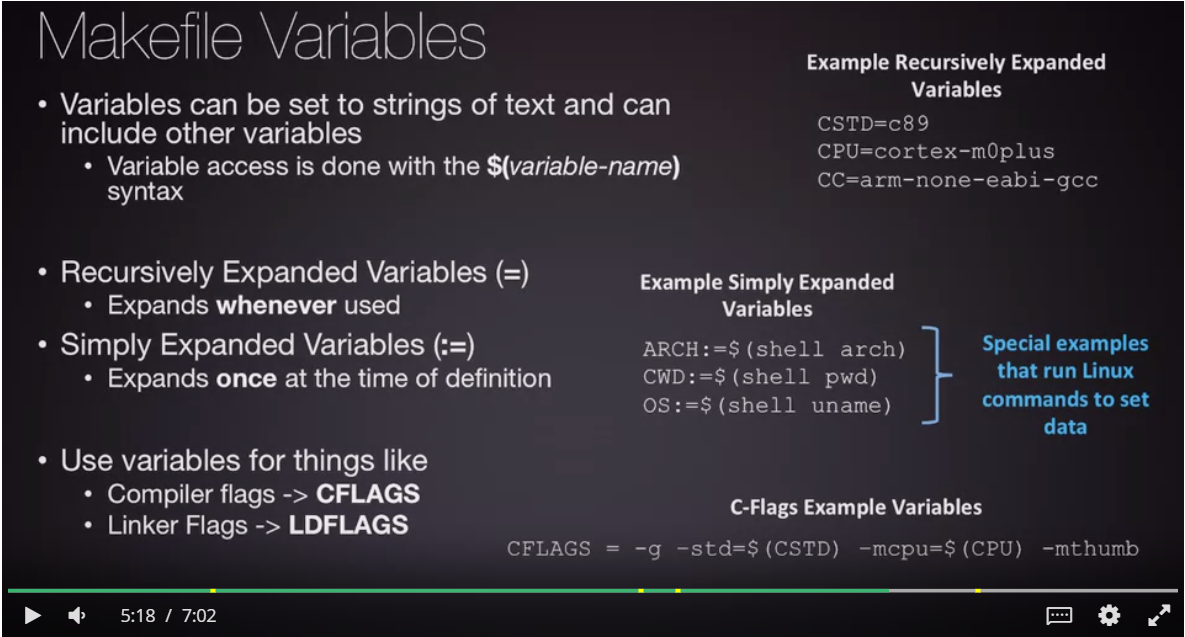 Makefile Variables
• Variables can be set to strings of text and can
include other variables
• Variable access is done with the $(variable-name)
syntax
Example Recursively Expanded
Variables
CSTD=c89
CPU=cortex-m0plus
CC=arm-none-eabi-gcc
• Recursively Expanded Variables (=)
• Expands whenever used
• Simply Expanded Variables (:=)
• Expands once at the time of definition
Example Simply Expanded
Variables
ARCH:=$(shell arch)
CWD:=$(shell pwd)
OS:=$(shell uname)
Special examples
that run Linux
commands to set
data
• Use variables for things like
• Compiler flags -> CFLAGS
• Linker Flags -> LDFLAGS
C-Flags Example Variables
CFLAGS = -g -std=$(CSTD) -mcpu=$(CPU) -mthumb
5:18 / 7:02